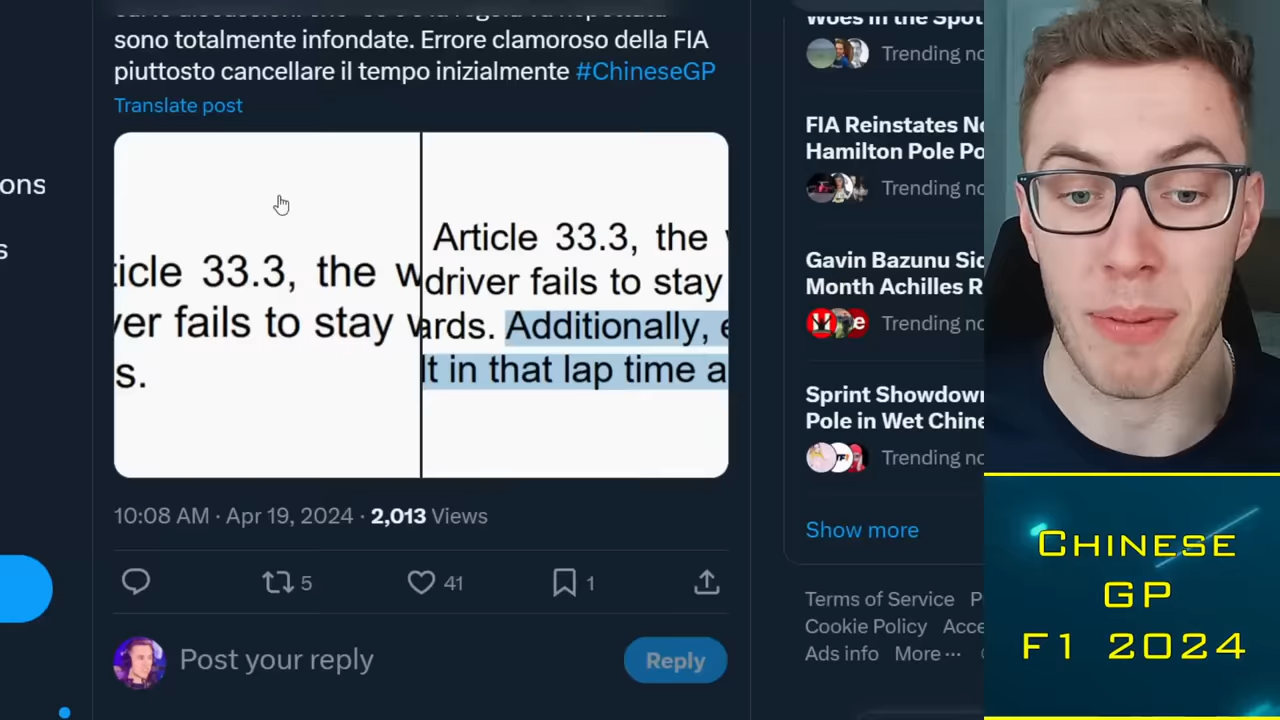 sono totalmente infondate. Errore clamoroso della FIA
piuttosto cancellare il tempo inizialmente #ChineseGP
Translate post
ticle 33.3, the w
ver fails to stay w
s.
Article 33.3, the
driver fails to stay
ards. Additionally, e
lt in that lap time a
10:08 AM · Apr 19, 2024 · 2,013 Views
5
41
1
Post your reply
Reply
ons
s
Woes in the Spot
Trending no
FIA Reinstates No
Hamilton Pole Po
Trending no
Gavin Bazunu Sid
Month Achilles R
Trending no
Sprint Showdown
Pole in Wet Chine
Trending no
Show more
Terms of Service P
Cookie Policy Acce
Ads info More ···
CHINESE
GP
F1 2024